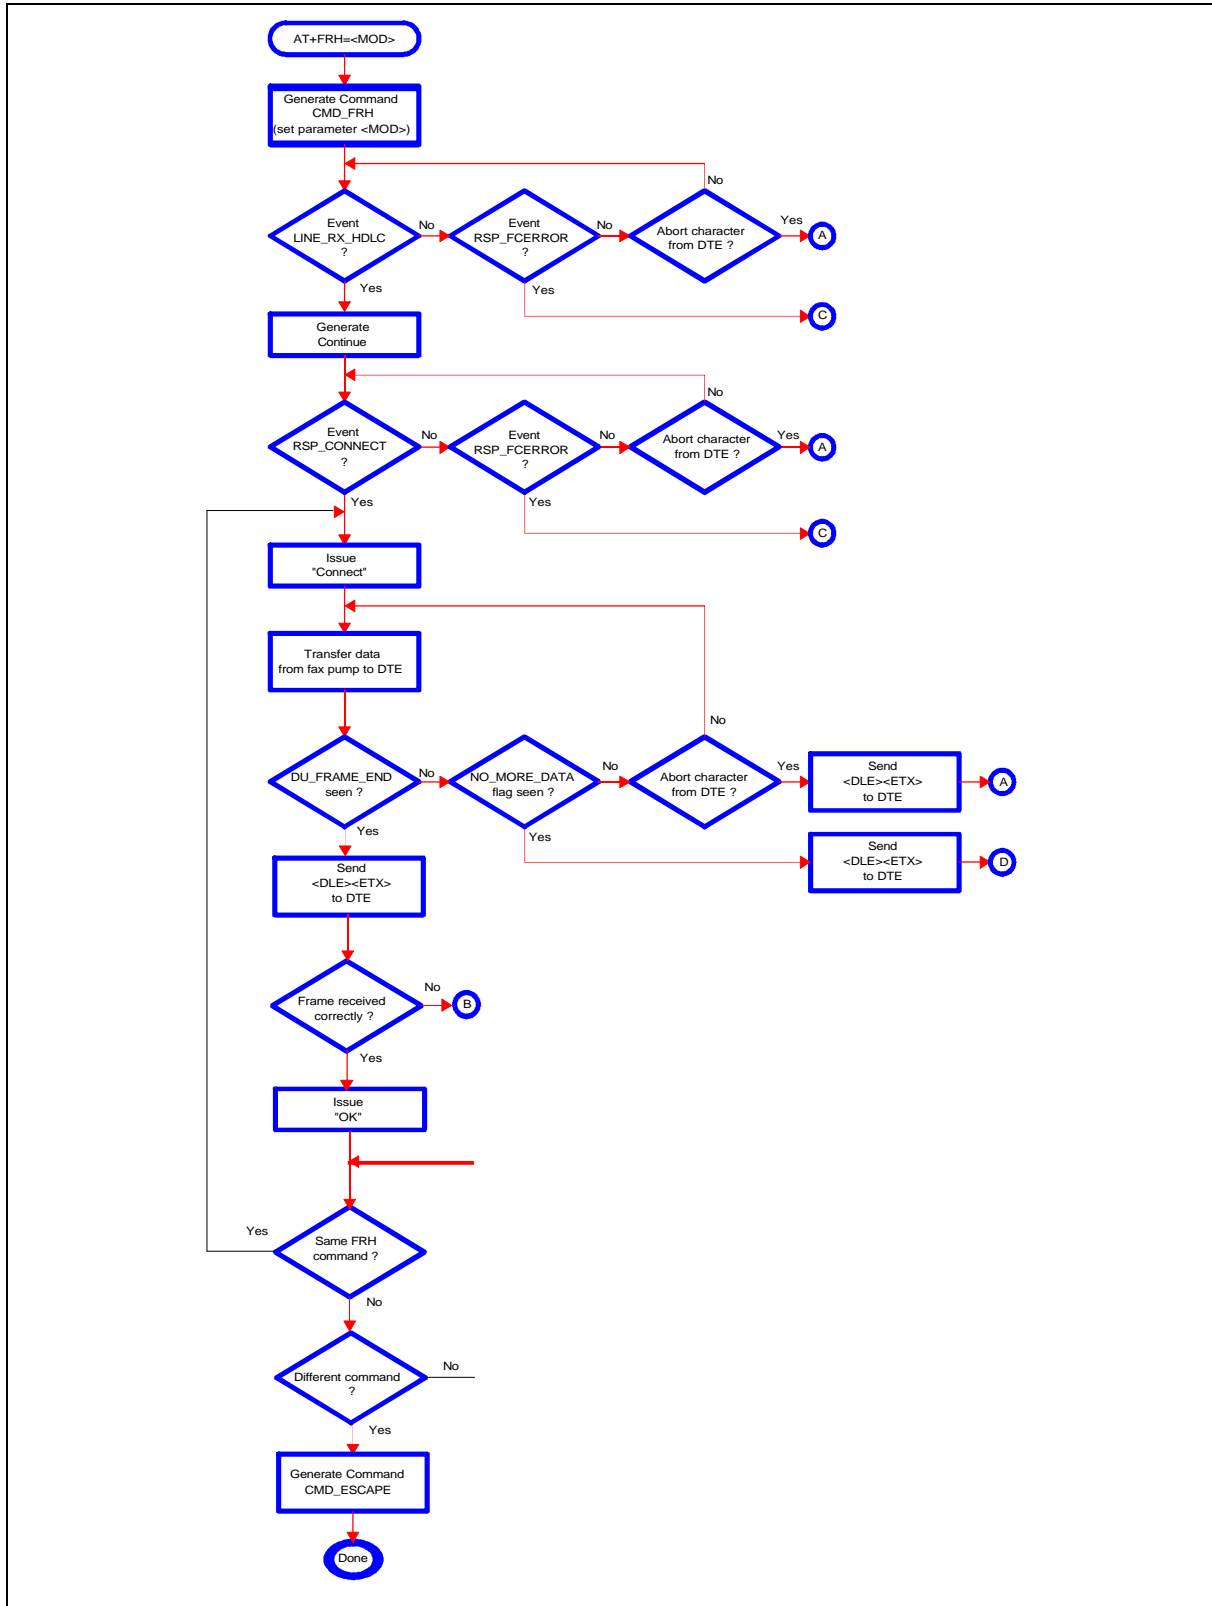 AT+FRH=<MOD>
Generate Command
CMD_FRH
(set parameter <MOD>)
No
Event
LINE_RX_HDLC
?
No
Event
RSP_FCERROR
?
No
Abort character
from DTE ?
Yes
A
Yes
Yes
C
Generate
Continue
No
Event
RSP_CONNECT
?
No
Event
RSP_FCERROR
?
No
Abort character
from DTE ?
Yes
A
Yes
Yes
C
Issue
"Connect"
Transfer data
from fax pump to DTE
No
DU_FRAME_END
seen ?
No
NO_MORE_DATA
flag seen ?
No
Abort character
from DTE ?
Yes
Send
<DLE><ETX>
to DTE
A
Yes
Yes
Send
<DLE><ETX>
to DTE
D
Send
<DLE><ETX>
to DTE
Frame received
correctly ?
No
B
Yes
Issue
"OK"
Yes
Same FRH
command ?
No
Different command
?
No
Yes
Generate Command
CMD_ESCAPE
Done